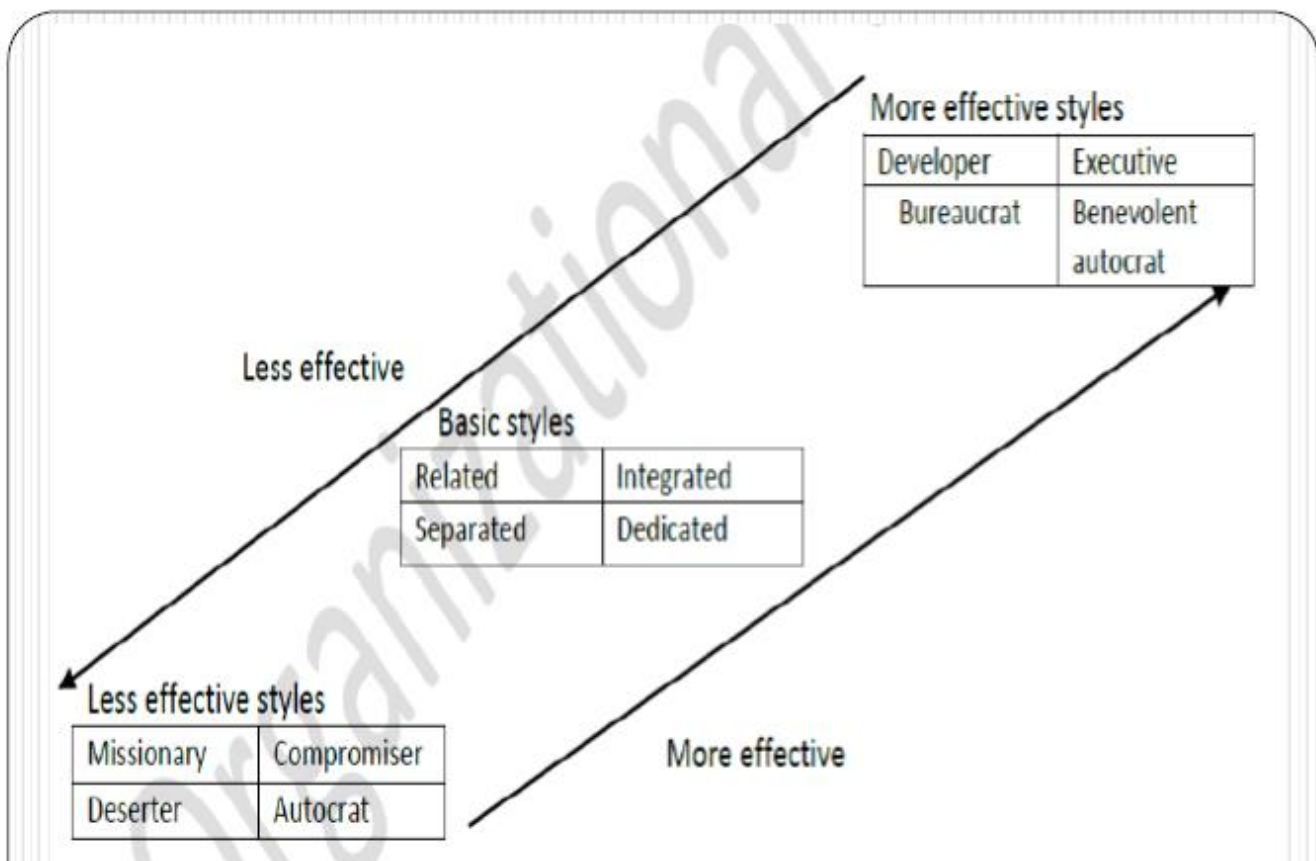 More effective styles
Developer Executive
Bureaucrat Benevolent
autocrat
Less effective
Basic styles
Related Integrated
Separated Dedicated
Less effective styles
Missionary Compromiser
Deserter Autocrat
More effective
Organizational